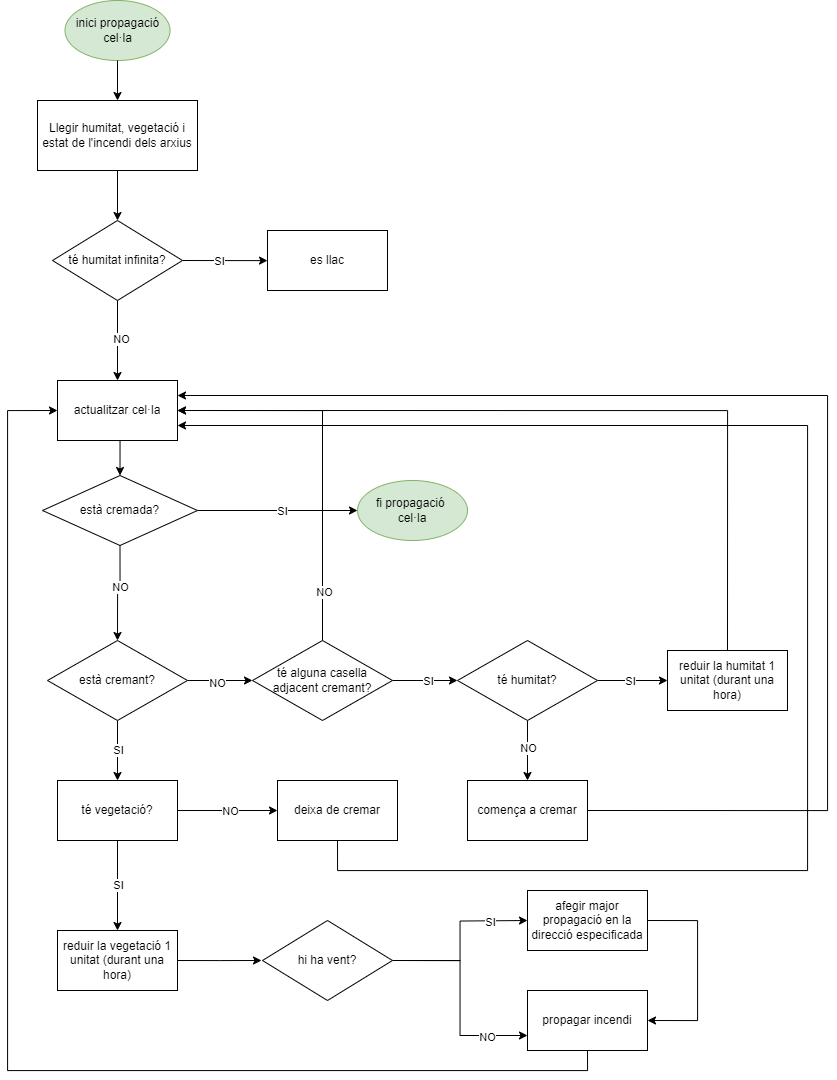 inici propagació
cel·la
Llegir humitat, vegetació i
estat de l'incendi dels arxius
té humitat infinita?
SI
es llac
NO
actualitzar cel·la
està cremada?
SI
fi propagació
cel·la
NO
NO
està cremant?
NO
té alguna casella
adjacent cremant?
SI
té humitat?
SI
reduir la humitat 1
unitat (durant una
hora)
SI
NO
té vegetació?
NO
deixa de cremar
comença a cremar
SI
reduir la vegetació 1
unitat (durant una
hora)
hi ha vent?
SI
afegir major
propagació en la
direcció especificada
NO
propagar incendi